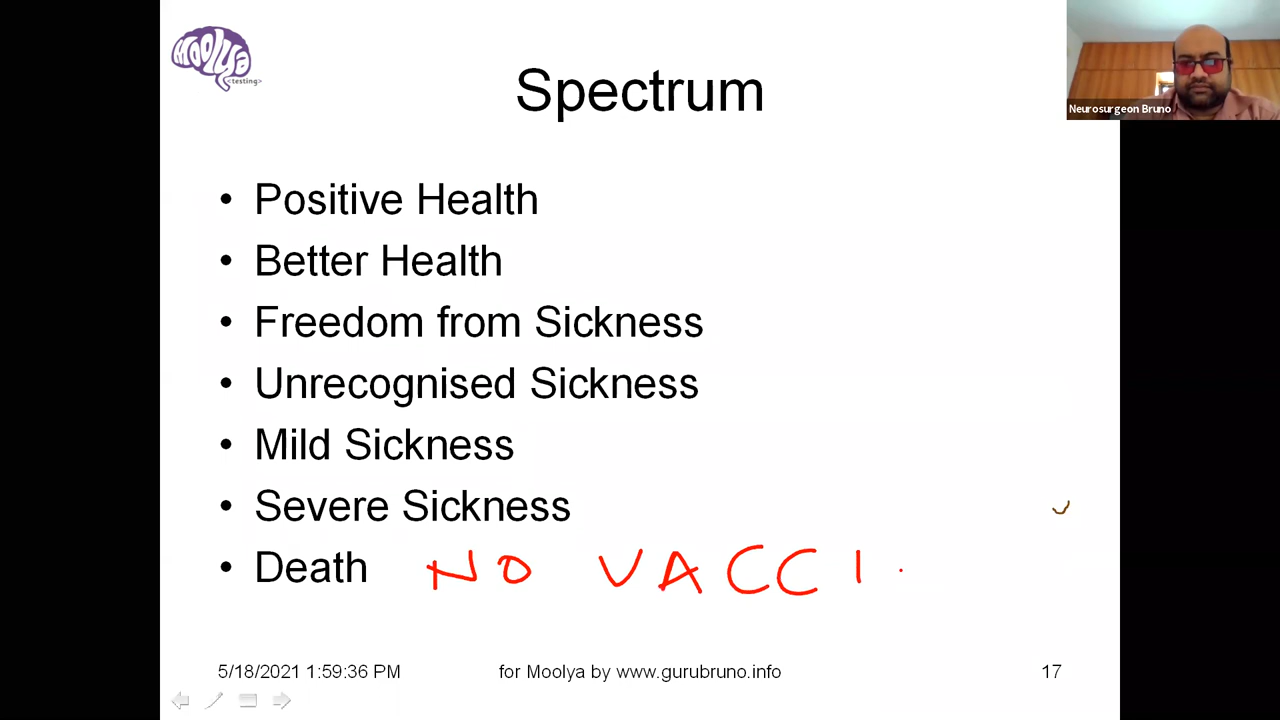 Moolya
<testing>
Neurosurgeon Bruno
Spectrum
• Positive Health
• Better Health
• Freedom from Sickness
• Unrecognised Sickness
• Mild Sickness
• Severe Sickness
• Death NO VACCI
5/18/2021 1:59:36 PM for Moolya by www.gurubruno.info 17